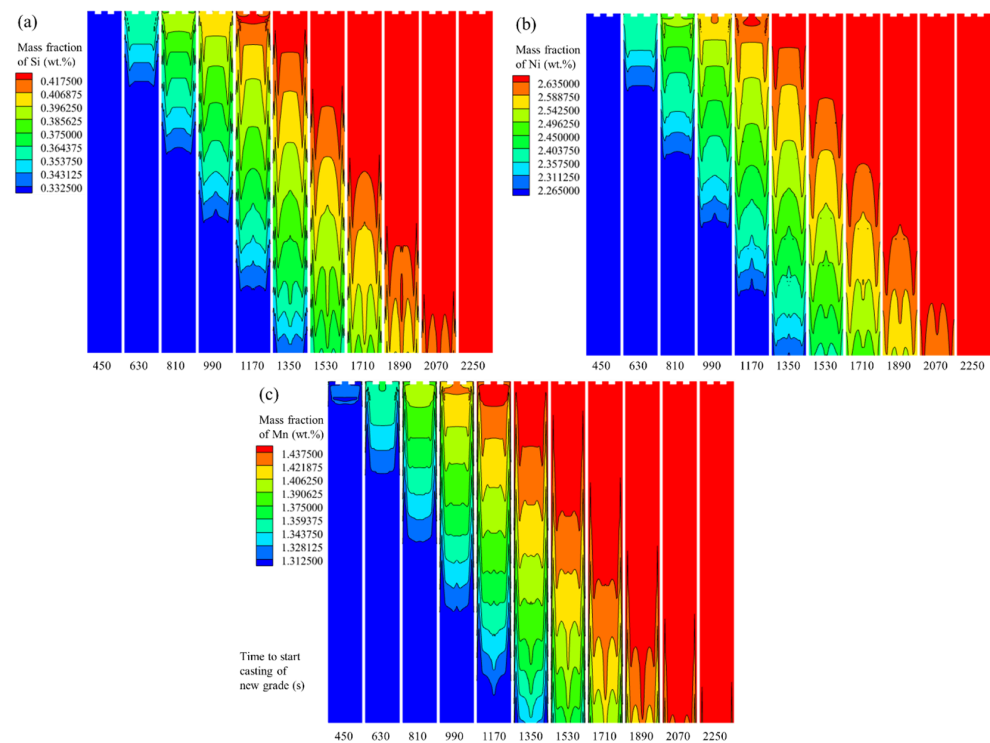 (a)
Mass fraction
of Si (wt.%)
0.417500
0.406875
0.396250
0.385625
0.375000
0.364375
0.353750
0.343125
0.332500
450 630 810 990 1170 1350 1530 1710 1890 2070 2250
(b)
Mass fraction
of Ni (wt.%)
2.635000
2.588750
2.542500
2.496250
2.450000
2.403750
2.357500
2.311250
2.265000
450 630 810 990 1170 1350 1530 1710 1890 2070 2250
(c)
Mass fraction
of Mn (wt.%)
1.437500
1.421875
1.406250
1.390625
1.375000
1.359375
1.343750
1.328125
1.312500
Time to start
casting of
new grade (s)
450 630 810 990 1170 1350 1530 1710 1890 2070 2250